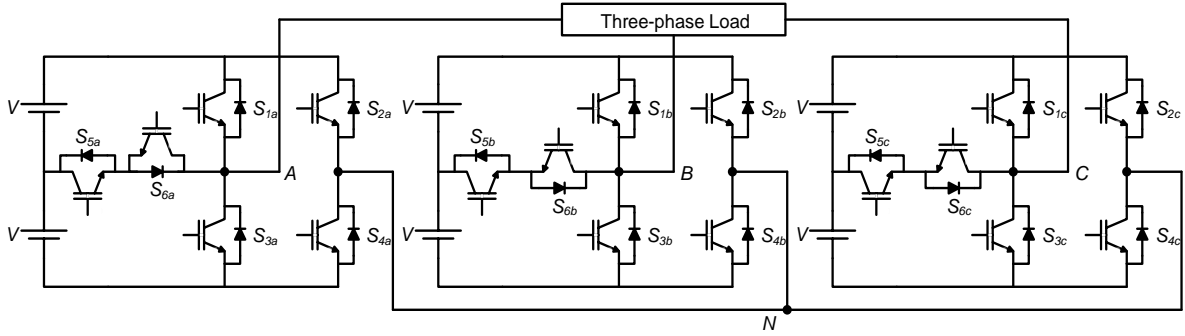 Three-phase Load
V
S1a
S2a
S5a
S6a
A
V
S3a
S4a
V
S1b
S2b
S5b
S6b
B
V
S3b
S4b
V
S1c
S2c
S5c
S6c
C
V
S3c
S4c
N